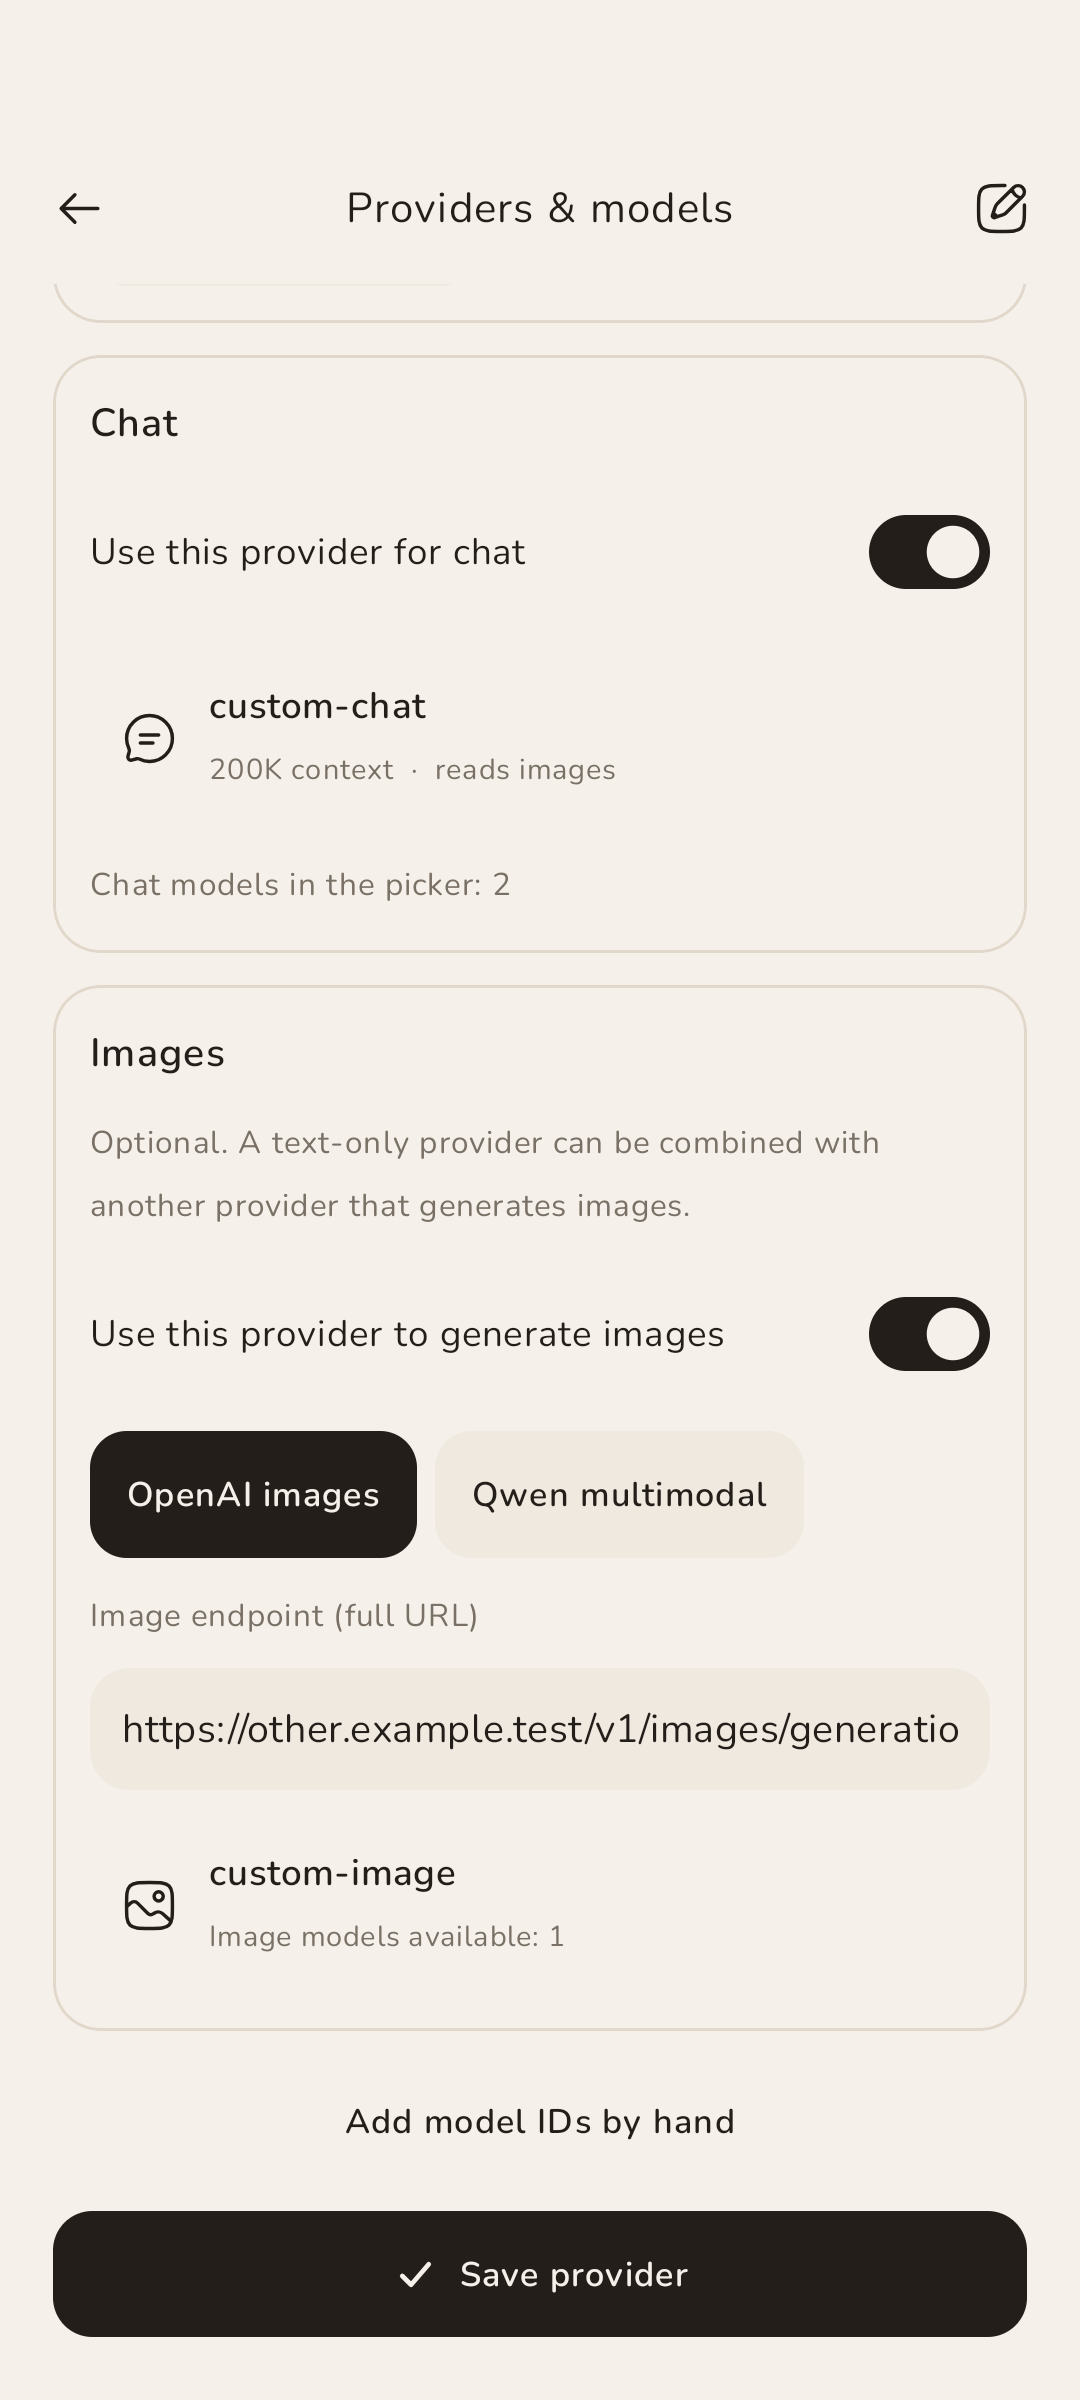 Providers & models
Chat
Use this provider for chat
custom-chat
200K context · reads images
Chat models in the picker: 2
Images
Optional. A text-only provider can be combined with
another provider that generates images.
Use this provider to generate images
OpenAI images
Qwen multimodal
Image endpoint (full URL)
https://other.example.test/v1/images/generatio
custom-image
Image models available: 1
Add model IDs by hand
Save provider